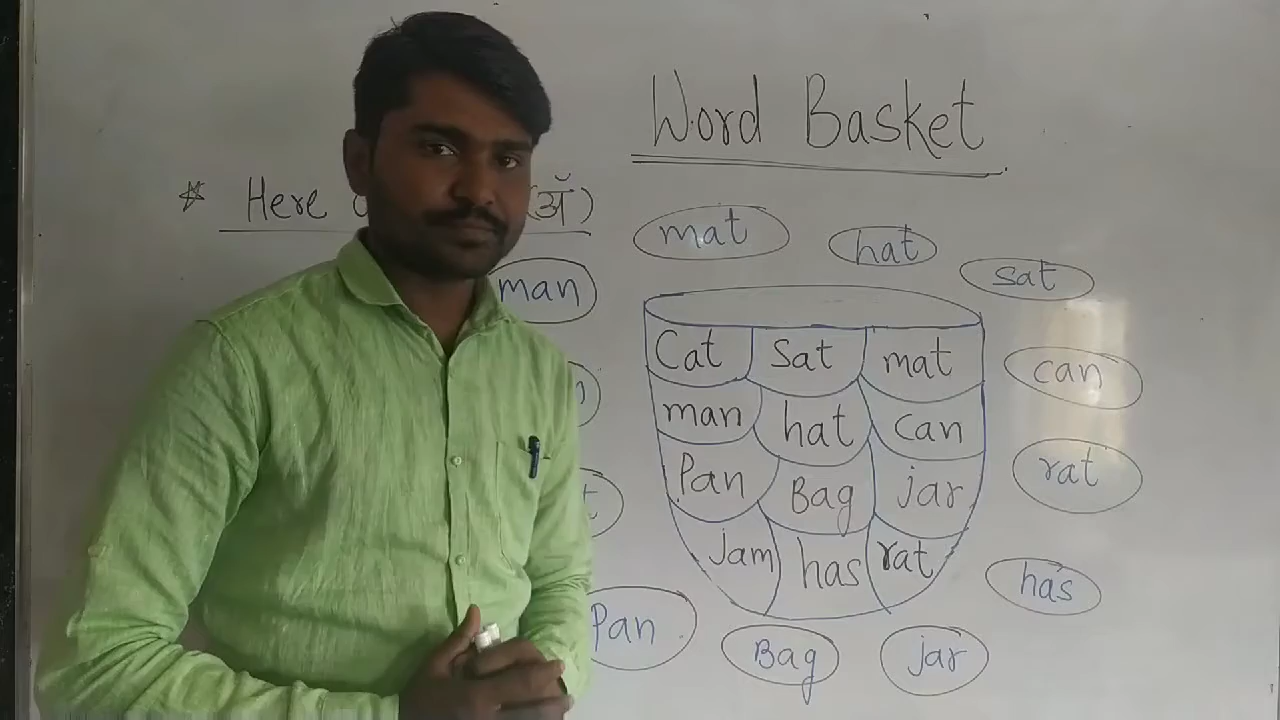 Word Basket
* Here (ॲ)
mat hat sat
man
Cat Sat mat
can
man hat can
Pan Bag jar
rat
jam has rat
has
Pan Bag jar